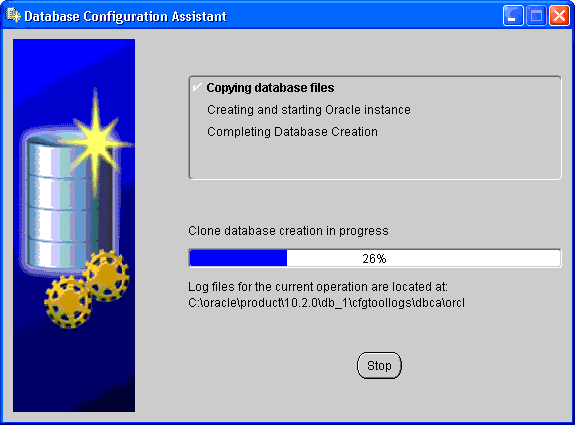 Database Configuration Assistant
Copying database files
Creating and starting Oracle instance
Completing Database Creation
Clone database creation in progress
26%
Log files for the current operation are located at:
C:\oracle\product\10.2.0\db_1\cfgtoollogs\dbca\orcl
Stop